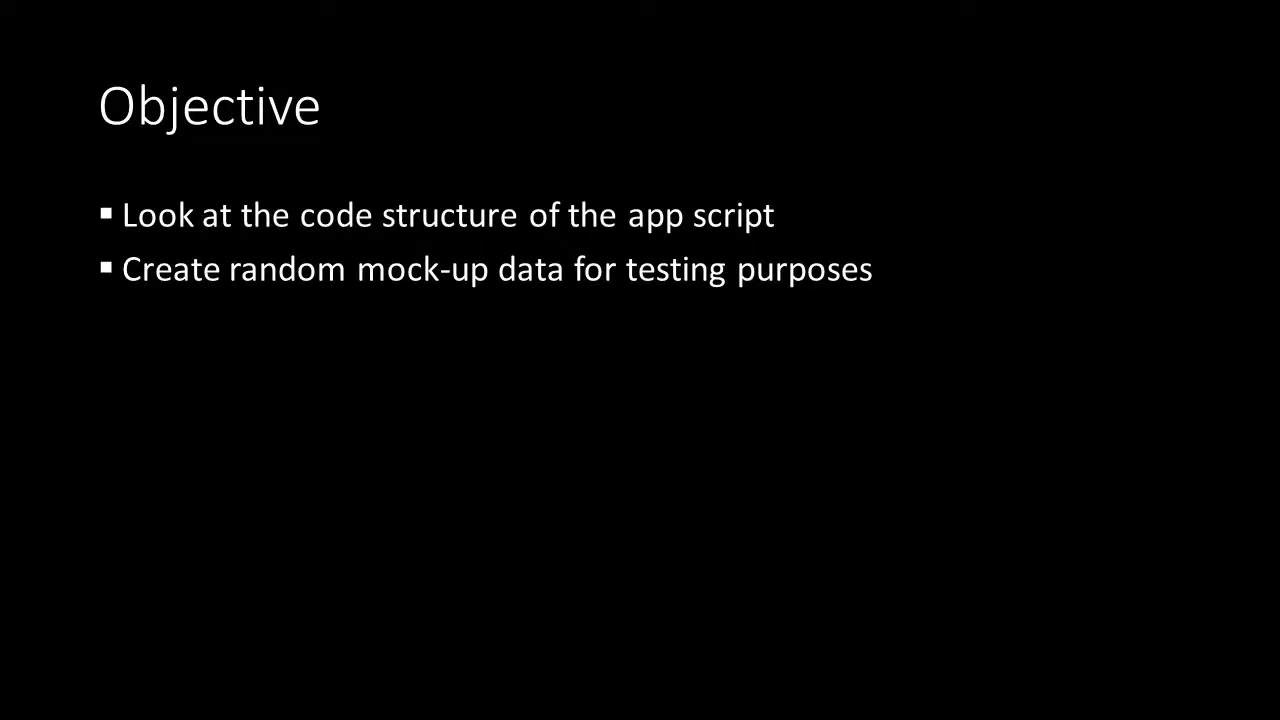 Objective
▪ Look at the code structure of the app script
▪ Create random mock-up data for testing purposes